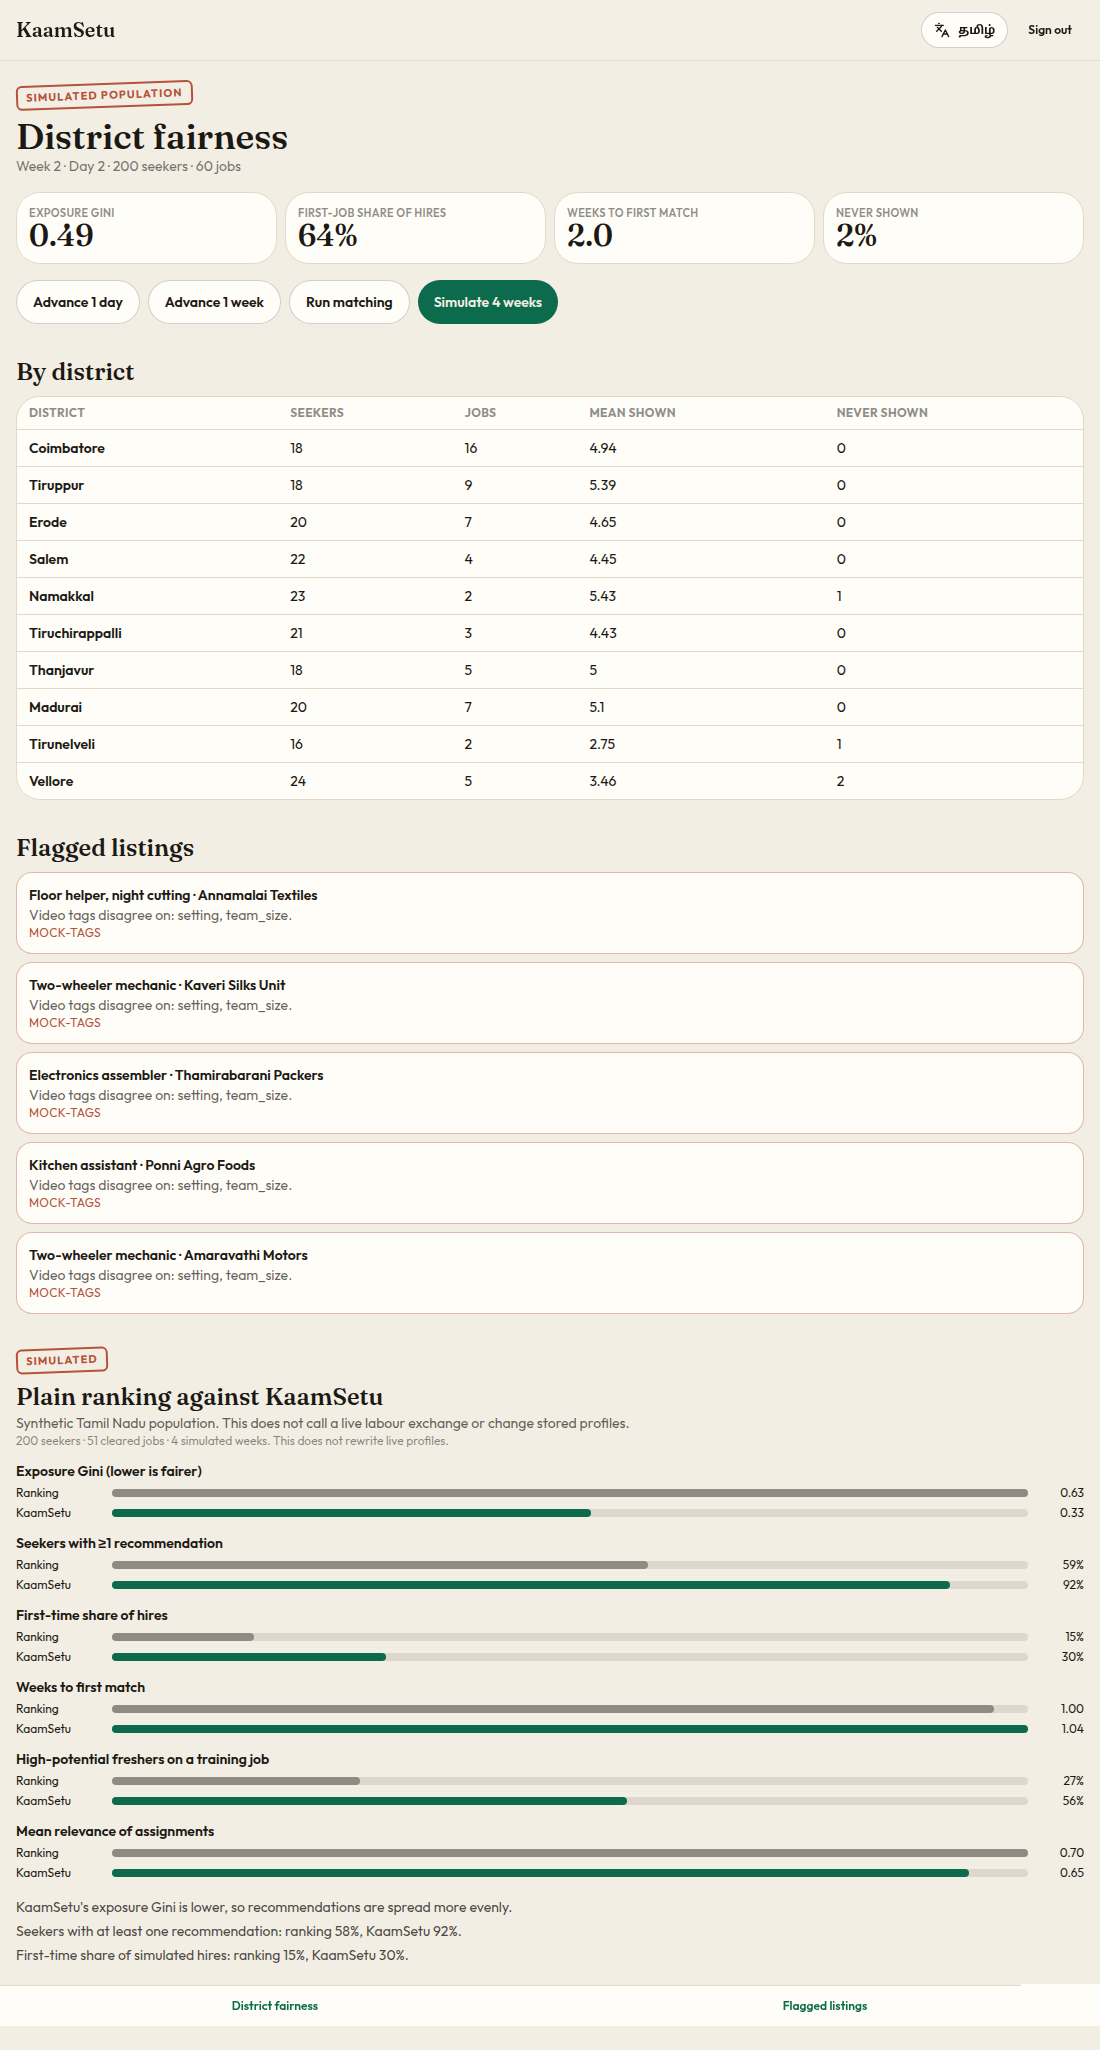 KaamSetu
தமிழ்
Sign out
SIMULATED POPULATION
District fairness
Week 2 · Day 2 · 200 seekers · 60 jobs
EXPOSURE GINI
0.49
FIRST-JOB SHARE OF HIRES
64%
WEEKS TO FIRST MATCH
2.0
NEVER SHOWN
2%
Advance 1 day
Advance 1 week
Run matching
Simulate 4 weeks
By district
DISTRICT SEEKERS JOBS MEAN SHOWN NEVER SHOWN
Coimbatore 18 16 4.94 0
Tiruppur 18 9 5.39 0
Erode 20 7 4.65 0
Salem 22 4 4.45 0
Namakkal 23 2 5.43 1
Tiruchirappalli 21 3 4.43 0
Thanjavur 18 5 5 0
Madurai 20 7 5.1 0
Tirunelveli 16 2 2.75 1
Vellore 24 5 3.46 2
Flagged listings
Floor helper, night cutting · Annamalai Textiles
Video tags disagree on: setting, team_size.
MOCK-TAGS
Two-wheeler mechanic · Kaveri Silks Unit
Video tags disagree on: setting, team_size.
MOCK-TAGS
Electronics assembler · Thamirabarani Packers
Video tags disagree on: setting, team_size.
MOCK-TAGS
Kitchen assistant · Ponni Agro Foods
Video tags disagree on: setting, team_size.
MOCK-TAGS
Two-wheeler mechanic · Amaravathi Motors
Video tags disagree on: setting, team_size.
MOCK-TAGS
SIMULATED
Plain ranking against KaamSetu
Synthetic Tamil Nadu population. This does not call a live labour exchange or change stored profiles.
200 seekers · 51 cleared jobs · 4 simulated weeks. This does not rewrite live profiles.
Exposure Gini (lower is fairer)
Ranking 0.63
KaamSetu 0.33
Seekers with ≥1 recommendation
Ranking 59%
KaamSetu 92%
First-time share of hires
Ranking 15%
KaamSetu 30%
Weeks to first match
Ranking 1.00
KaamSetu 1.04
High-potential freshers on a training job
Ranking 27%
KaamSetu 56%
Mean relevance of assignments
Ranking 0.70
KaamSetu 0.65
KaamSetu's exposure Gini is lower, so recommendations are spread more evenly.
Seekers with at least one recommendation: ranking 58%, KaamSetu 92%.
First-time share of simulated hires: ranking 15%, KaamSetu 30%.
District fairness
Flagged listings